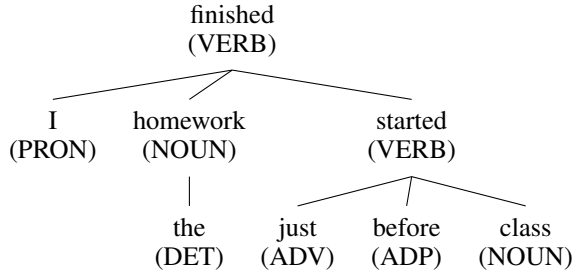 finished
(VERB)
I homework started
(PRON) (NOUN) (VERB)
the just before class
(DET) (ADV) (ADP) (NOUN)